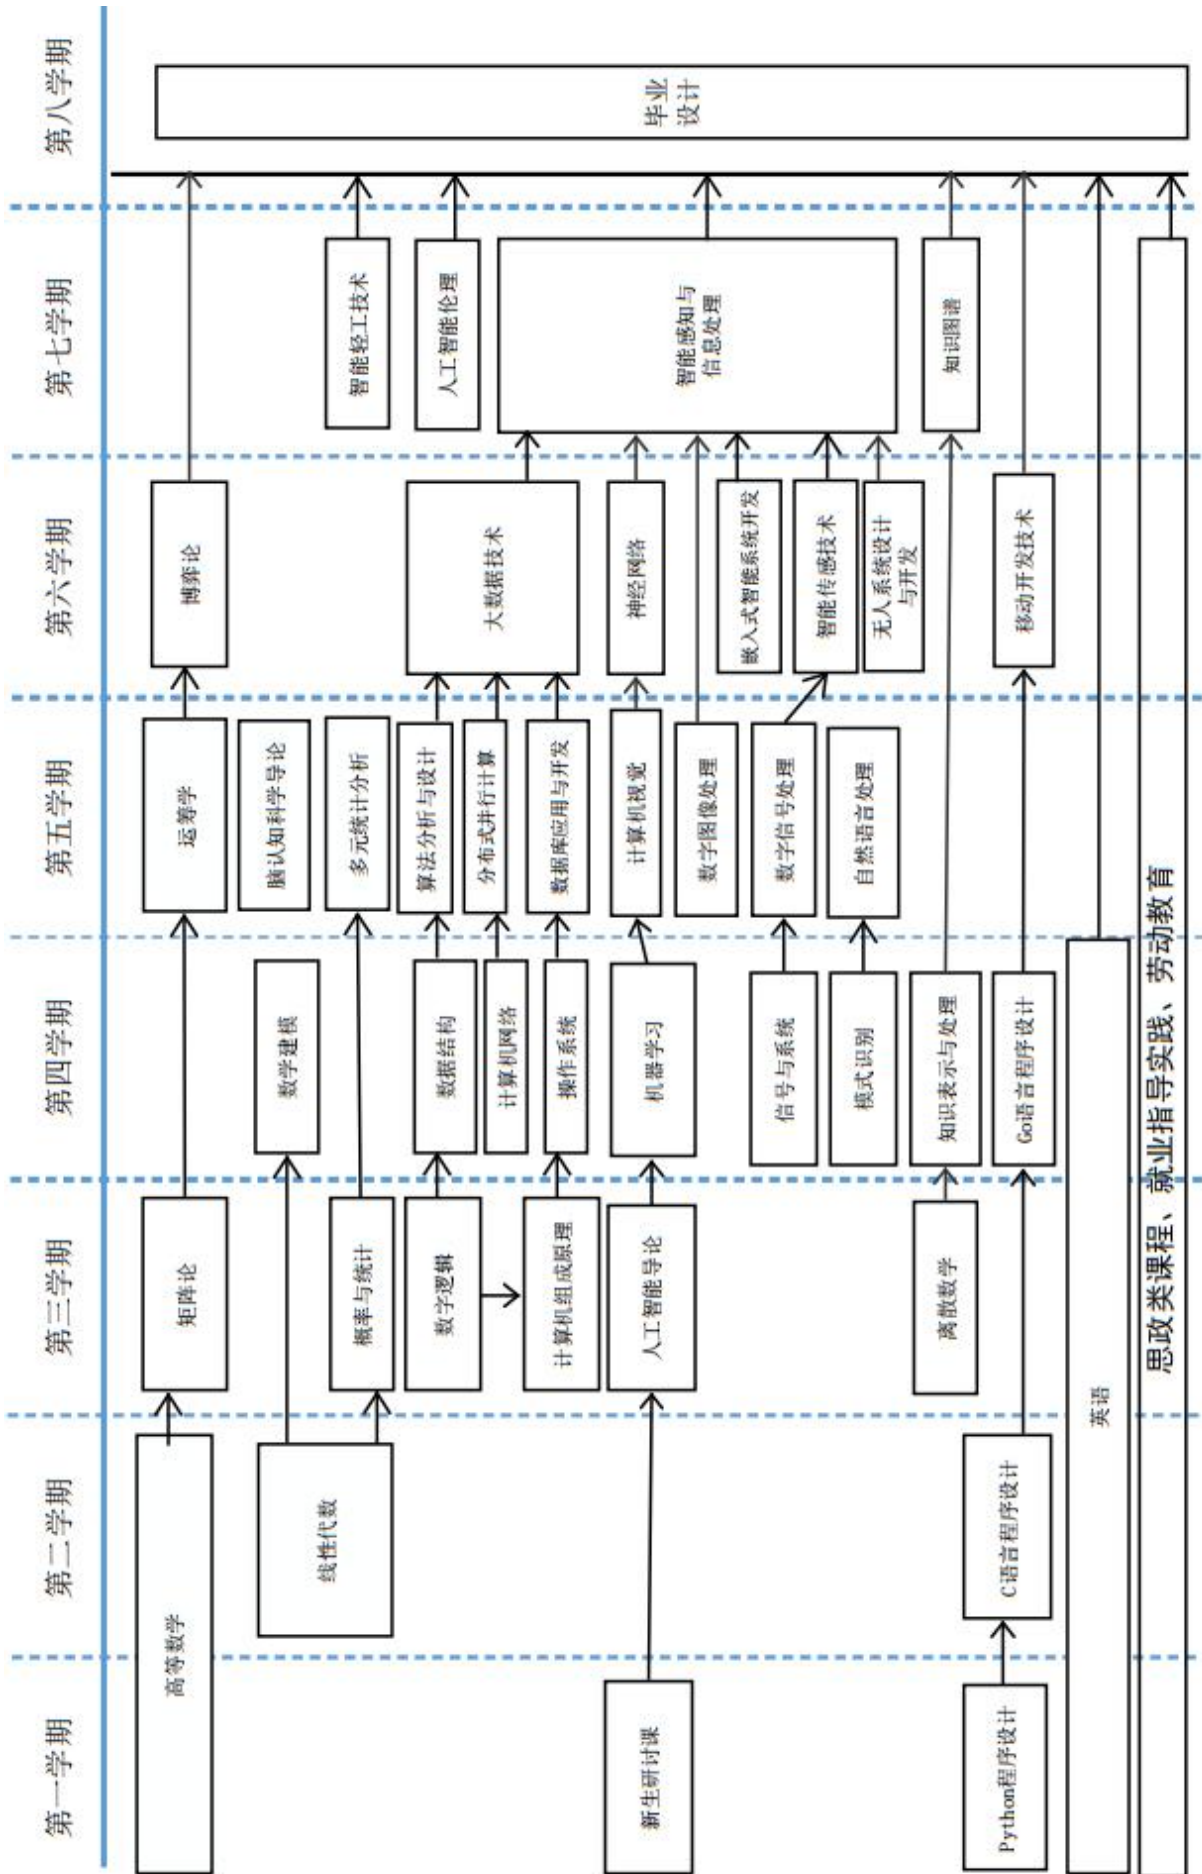 第一学期
第二学期
第三学期
第四学期
第五学期
第六学期
第七学期
第八学期
高等数学
矩阵论
运筹学
博弈论
脑认知科学导论
线性代数
数学建模
概率与统计
多元统计分析
智能轻工技术
数字逻辑
数据结构
算法分析与设计
人工智能伦理
计算机网络
分布式并行计算
大数据技术
计算机组成原理
操作系统
数据库应用与开发
新生研讨课
人工智能导论
机器学习
计算机视觉
神经网络
数字图像处理
智能感知与
信息处理
嵌入式智能系统开发
信号与系统
数字信号处理
智能传感技术
模式识别
自然语言处理
无人系统设计
与开发
离散数学
知识表示与处理
知识图谱
Python程序设计
C语言程序设计
Go语言程序设计
移动开发技术
英语
思政类课程、就业指导实践、劳动教育
毕业
设计